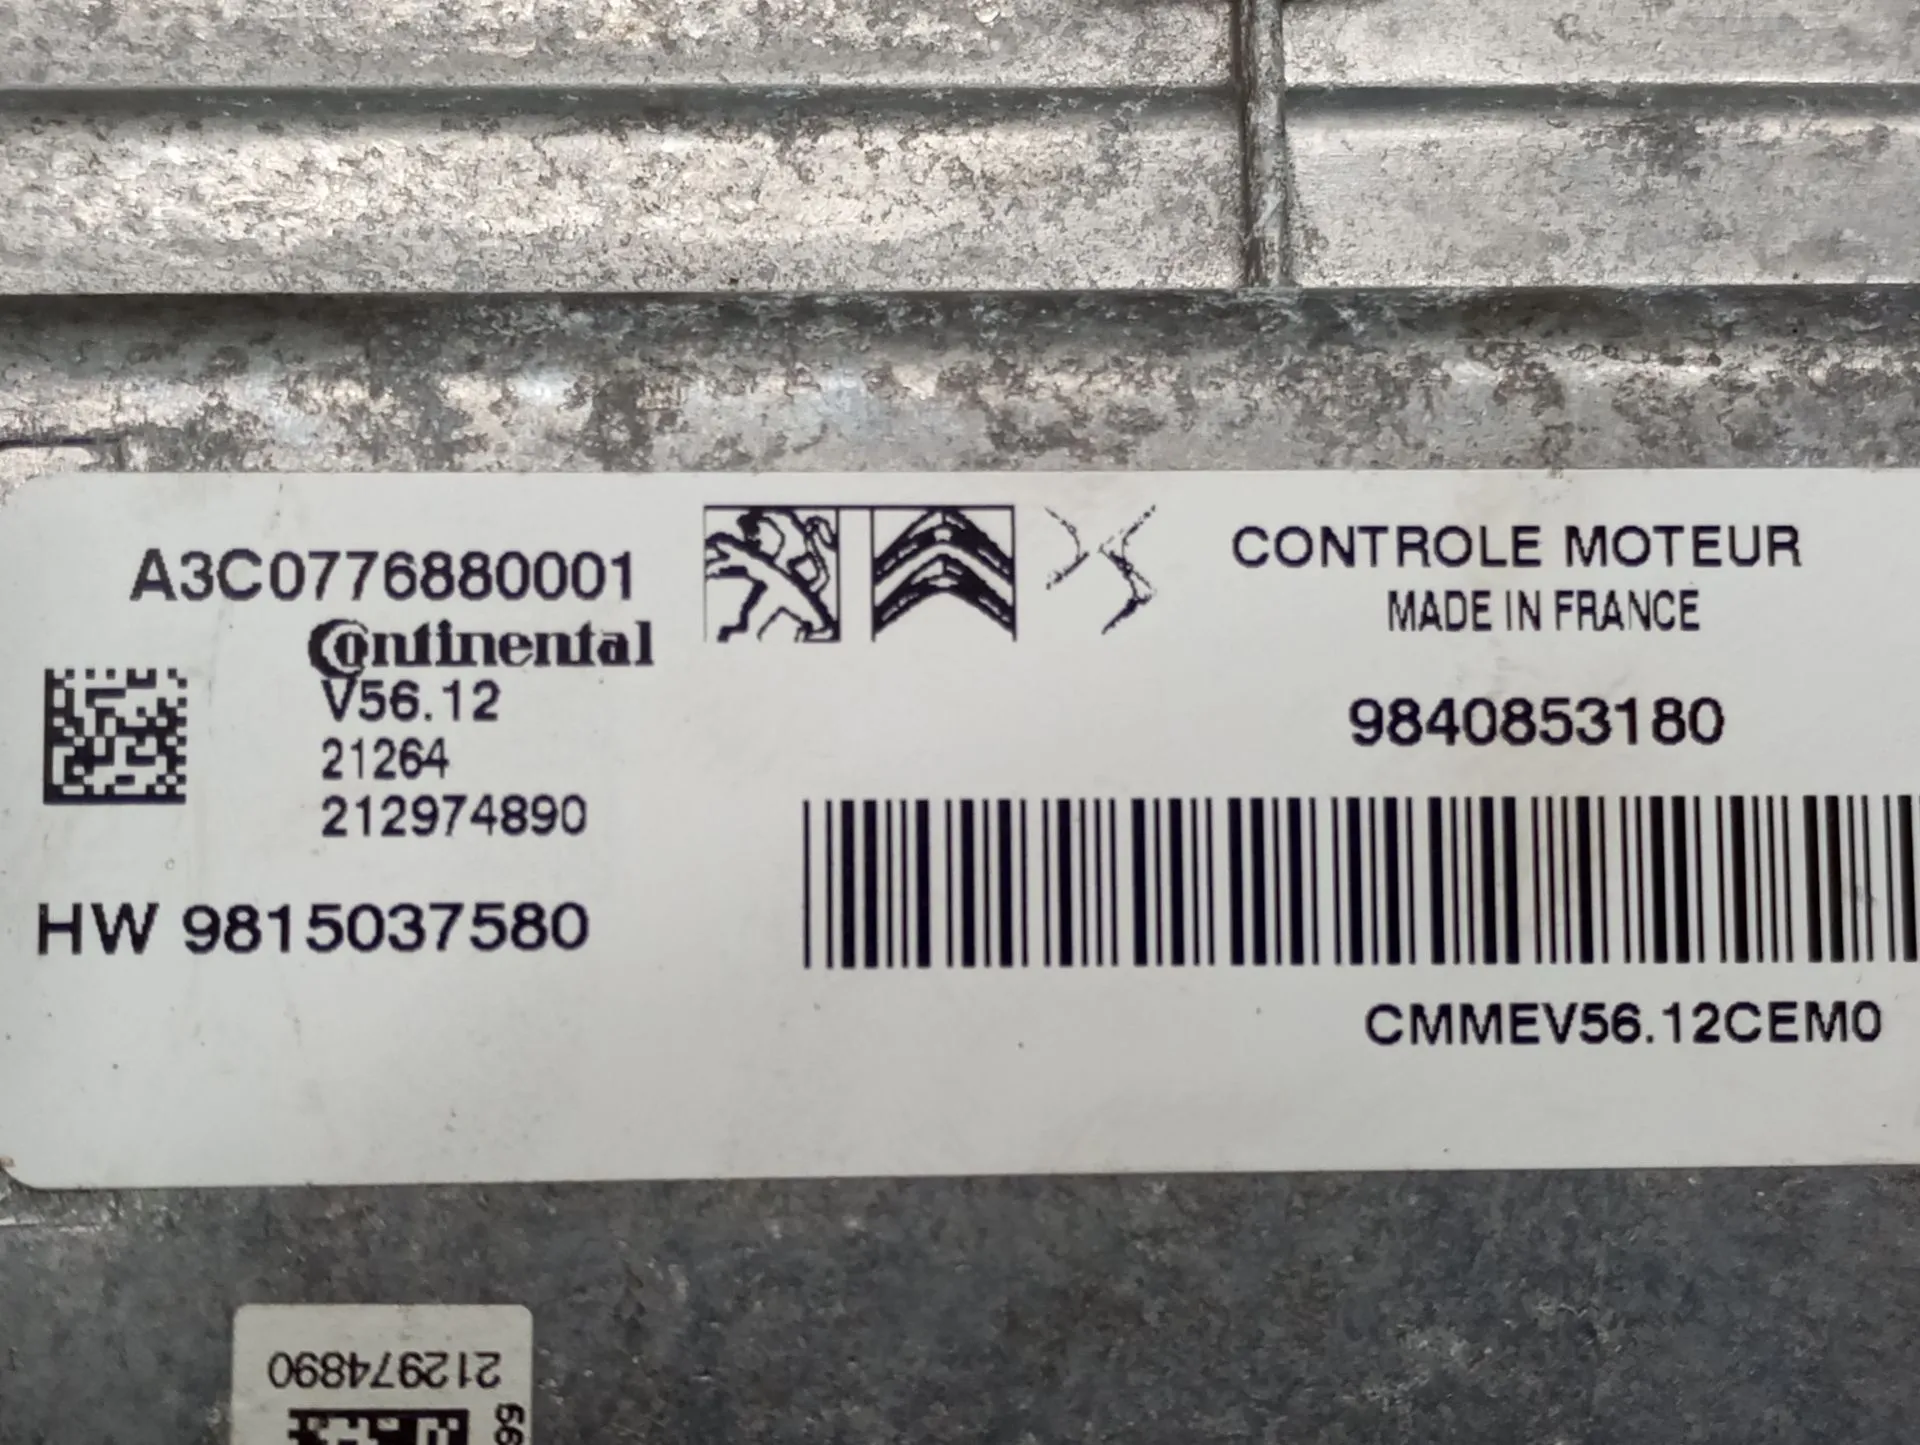 A3C0776880001
Continental
V56.12
21264
212974890
HW 9815037580
CONTROLE MOTEUR
MADE IN FRANCE
9840853180
CMMEV56.12CEM0
212974890